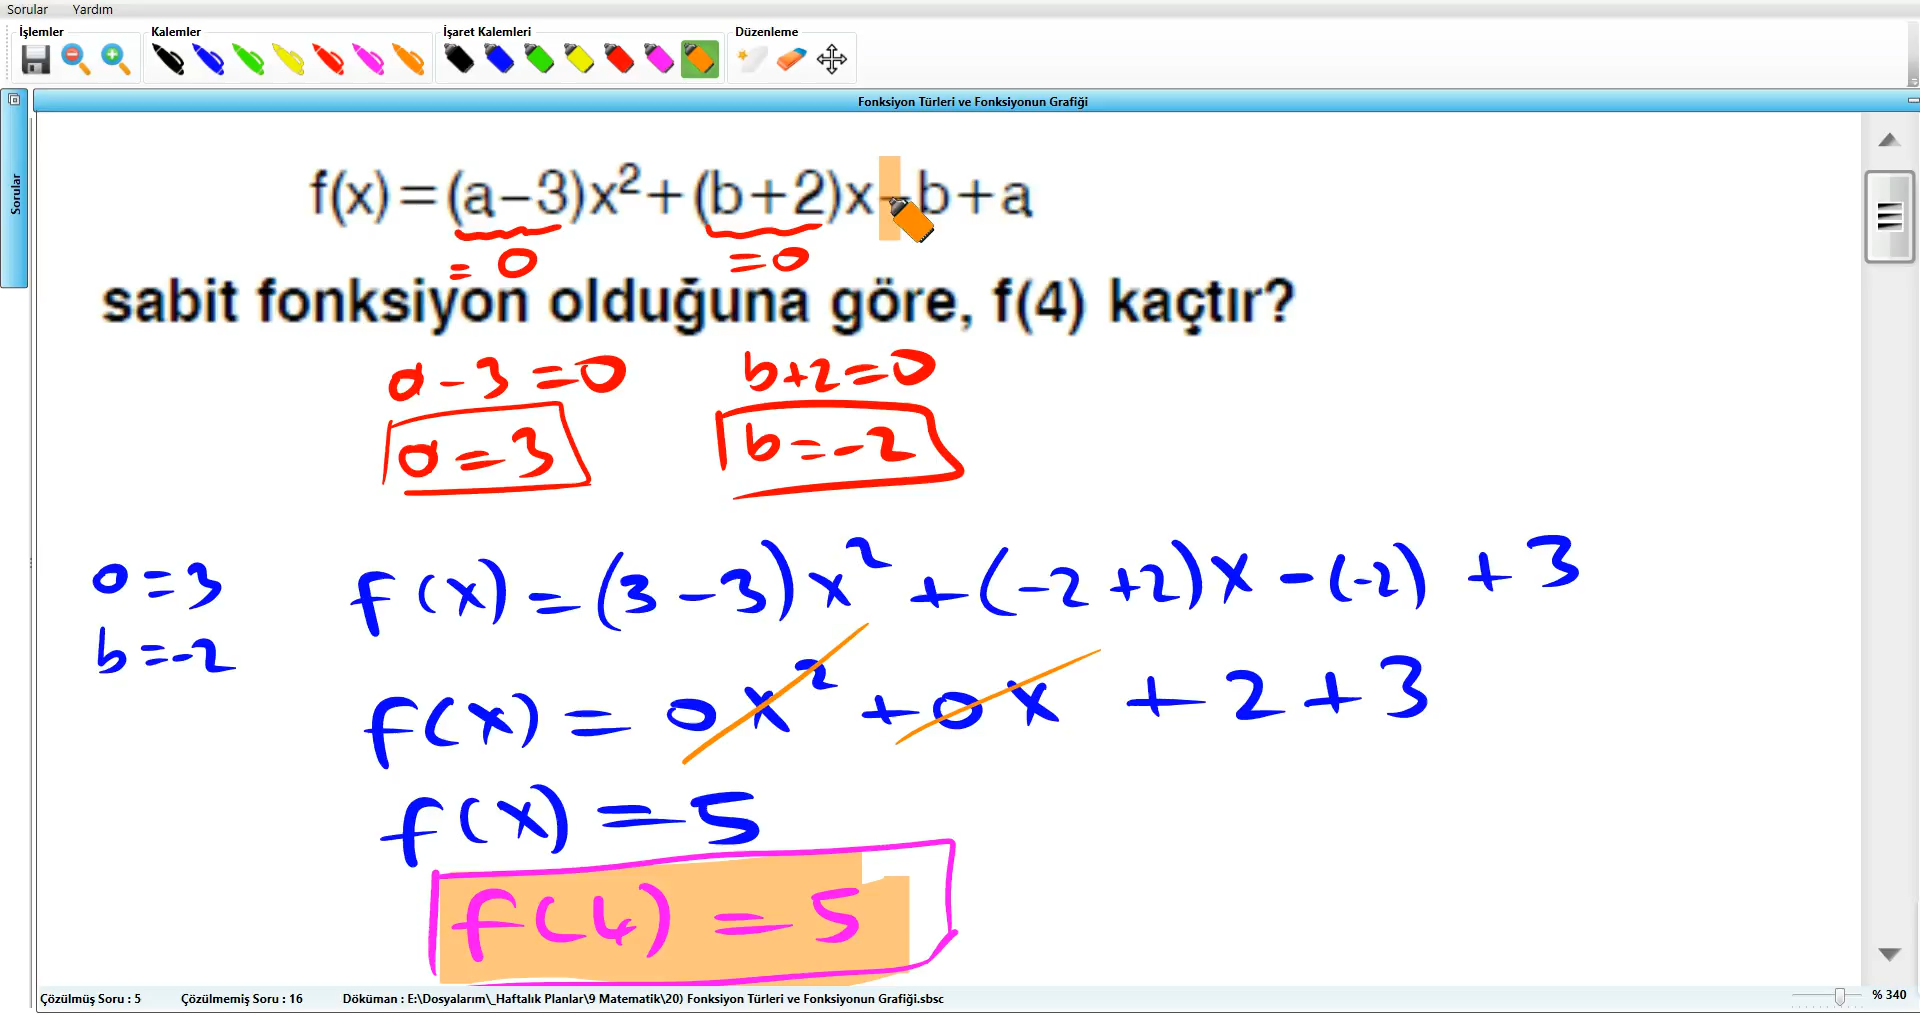 Sorular Yardım
İşlemler Kalemler İşaret Kalemleri Düzenleme
Fonksiyon Türleri ve Fonksiyonun Grafiği
Sorular
f(x)=(a-3)x²+(b+2)x-b+a
= 0 =0
sabit fonksiyon olduğuna göre, f(4) kaçtır?
a-3=0 b+2=0
a=3 b=-2
a=3 f(x)=(3-3)x²+(-2+2)x-(-2)+3
b=-2
f(x)=0x²+0x+2+3
f(x)=5
f(4)=5
Çözülmüş Soru : 5 Çözülmemiş Soru : 16 Döküman : E:\Dosyalarım\_Haftalık Planlar\9 Matematik\20) Fonksiyon Türleri ve Fonksiyonun Grafiği.sbsc % 340